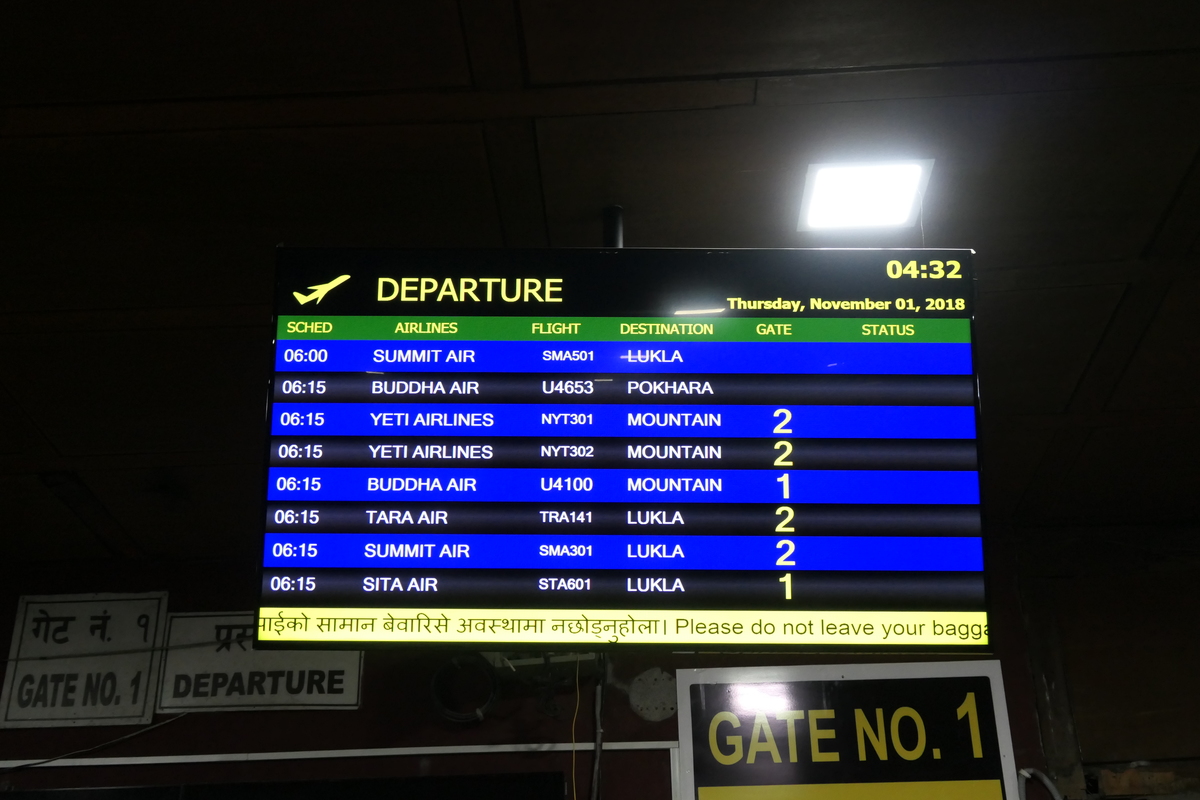 04:32
DEPARTURE
Thursday, November 01, 2018
SCHED AIRLINES FLIGHT DESTINATION GATE STATUS
06:00 SUMMIT AIR SMA501 LUKLA
06:15 BUDDHA AIR U4653 POKHARA
06:15 YETI AIRLINES NYT301 MOUNTAIN 2
06:15 YETI AIRLINES NYT302 MOUNTAIN 2
06:15 BUDDHA AIR U4100 MOUNTAIN 1
06:15 TARA AIR TRA141 LUKLA 2
06:15 SUMMIT AIR SMA301 LUKLA 2
06:15 SITA AIR STA601 LUKLA 1
सामान बेवारिसे अवस्थामा नछोड्नुहोला। Please do not leave your
गेट नं. १
GATE NO. 1
DEPARTURE
GATE NO. 1